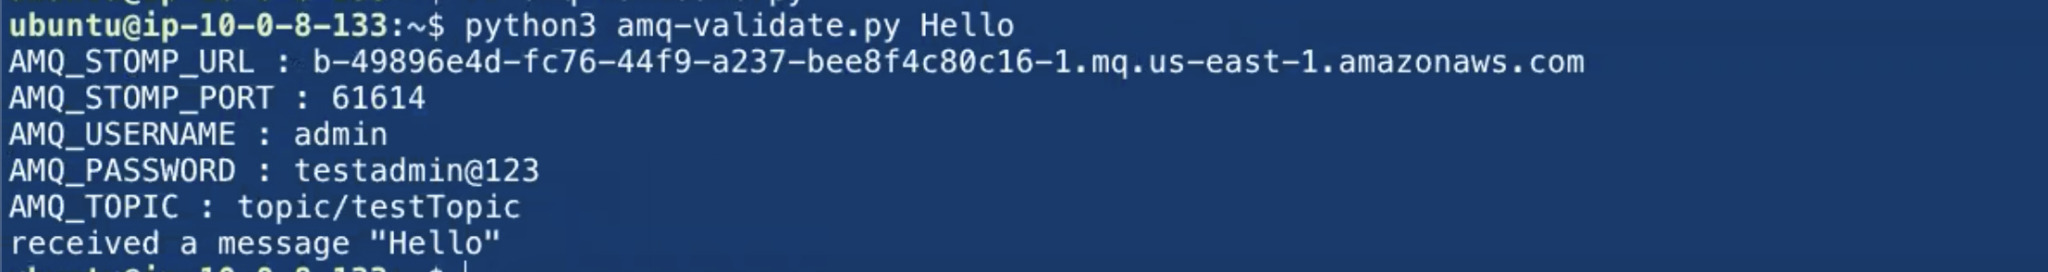 ubuntu@ip-10-0-8-133:~$ python3 amq-validate.py Hello
AMQ_STOMP_URL : b-49896e4d-fc76-44f9-a237-bee8f4c80c16-1.mq.us-east-1.amazonaws.com
AMQ_STOMP_PORT : 61614
AMQ_USERNAME : admin
AMQ_PASSWORD : testadmin@123
AMQ_TOPIC : topic/testTopic
received a message "Hello"